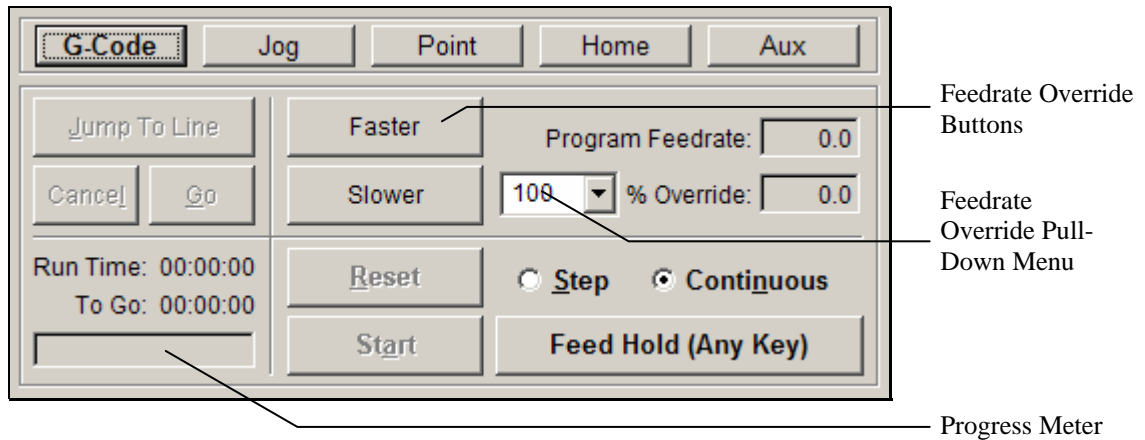 G-Code Jog Point Home Aux
Jump To Line
Faster
Program Feedrate: 0.0
Feedrate Override
Buttons
Cancel Go
Slower
100 % Override: 0.0
Feedrate
Override Pull-
Down Menu
Run Time: 00:00:00
To Go: 00:00:00
Reset
Step Continuous
Start
Feed Hold (Any Key)
Progress Meter